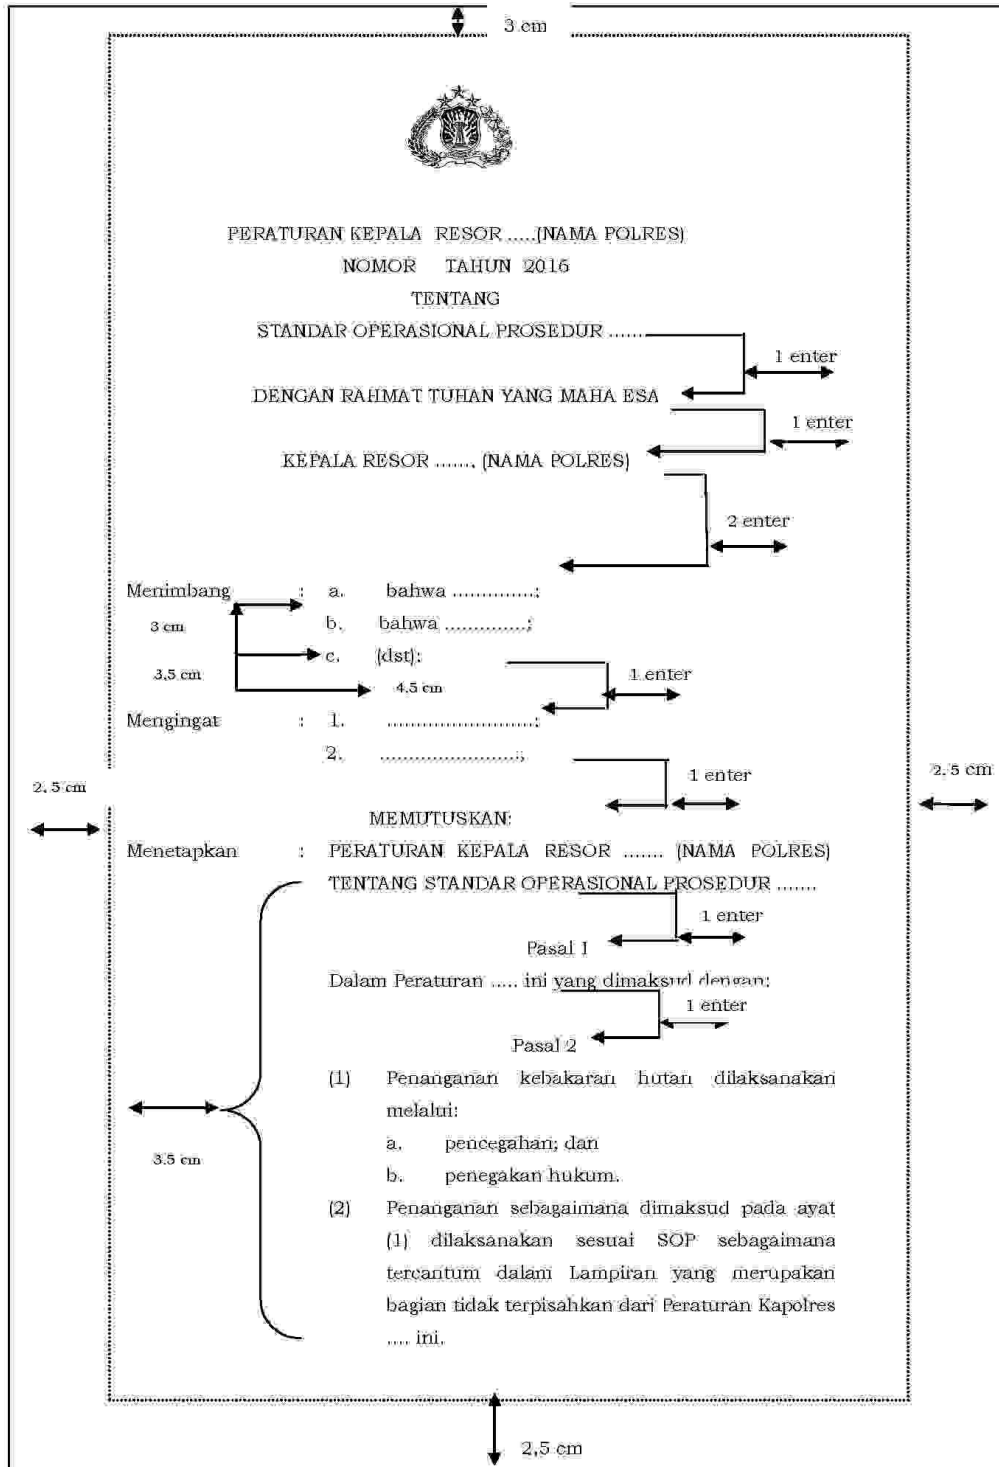 3 cm
PERATURAN KEPALA RESOR .....(NAMA POLRES)
NOMOR TAHUN 2016
TENTANG
STANDAR OPERASIONAL PROSEDUR .......
1 enter
DENGAN RAHMAT TUHAN YANG MAHA ESA
1 enter
KEPALA RESOR ....... (NAMA POLRES)
2 enter
Menimbang : a. bahwa ..............;
3 cm
b. bahwa ..............;
c. (dst);
3,5 cm
4,5 cm
1 enter
Mengingat : 1. ..........................;
2. ........................;;
1 enter
2,5 cm
2,5 cm
MEMUTUSKAN:
Menetapkan : PERATURAN KEPALA RESOR ....... (NAMA POLRES)
TENTANG STANDAR OPERASIONAL PROSEDUR .......
1 enter
Pasal 1
Dalam Peraturan ..... ini yang dimaksud dengan:
1 enter
Pasal 2
(1) Penanganan kebakaran hutan dilaksanakan
melalui:
a. pencegahan; dan
3.5 cm
b. penegakan hukum.
(2) Penanganan sebagaimana dimaksud pada ayat
(1) dilaksanakan sesuai SOP sebagaimana
tercantum dalam Lampiran yang merupakan
bagian tidak terpisahkan dari Peraturan Kapolres
.... ini.
2,5 cm